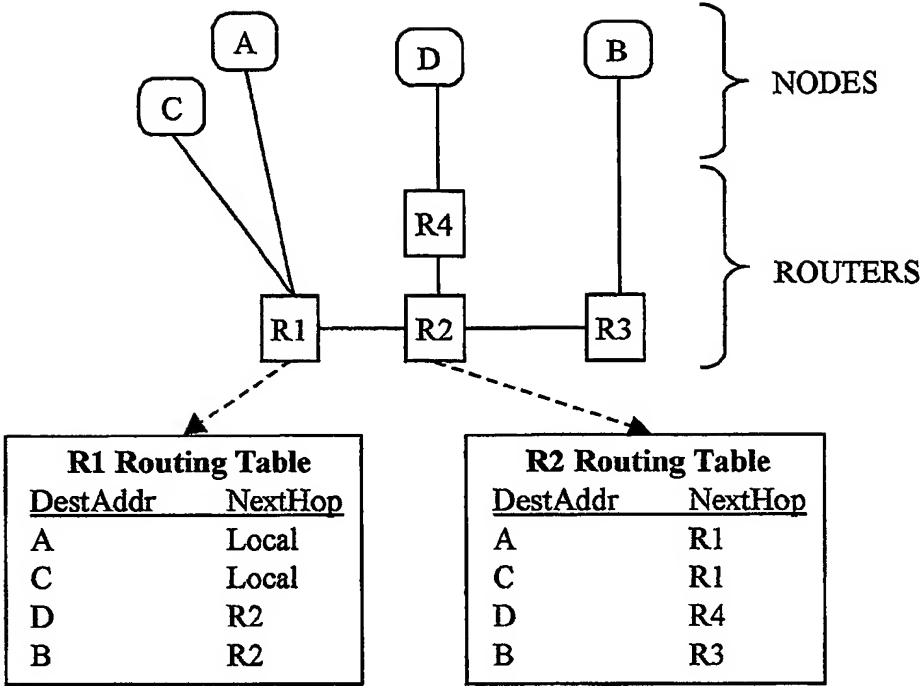 A
D
B
C
NODES
R4
ROUTERS
R1
R2
R3
R1 Routing Table
DestAddr NextHop
A Local
C Local
D R2
B R2
R2 Routing Table
DestAddr NextHop
A R1
C R1
D R4
B R3